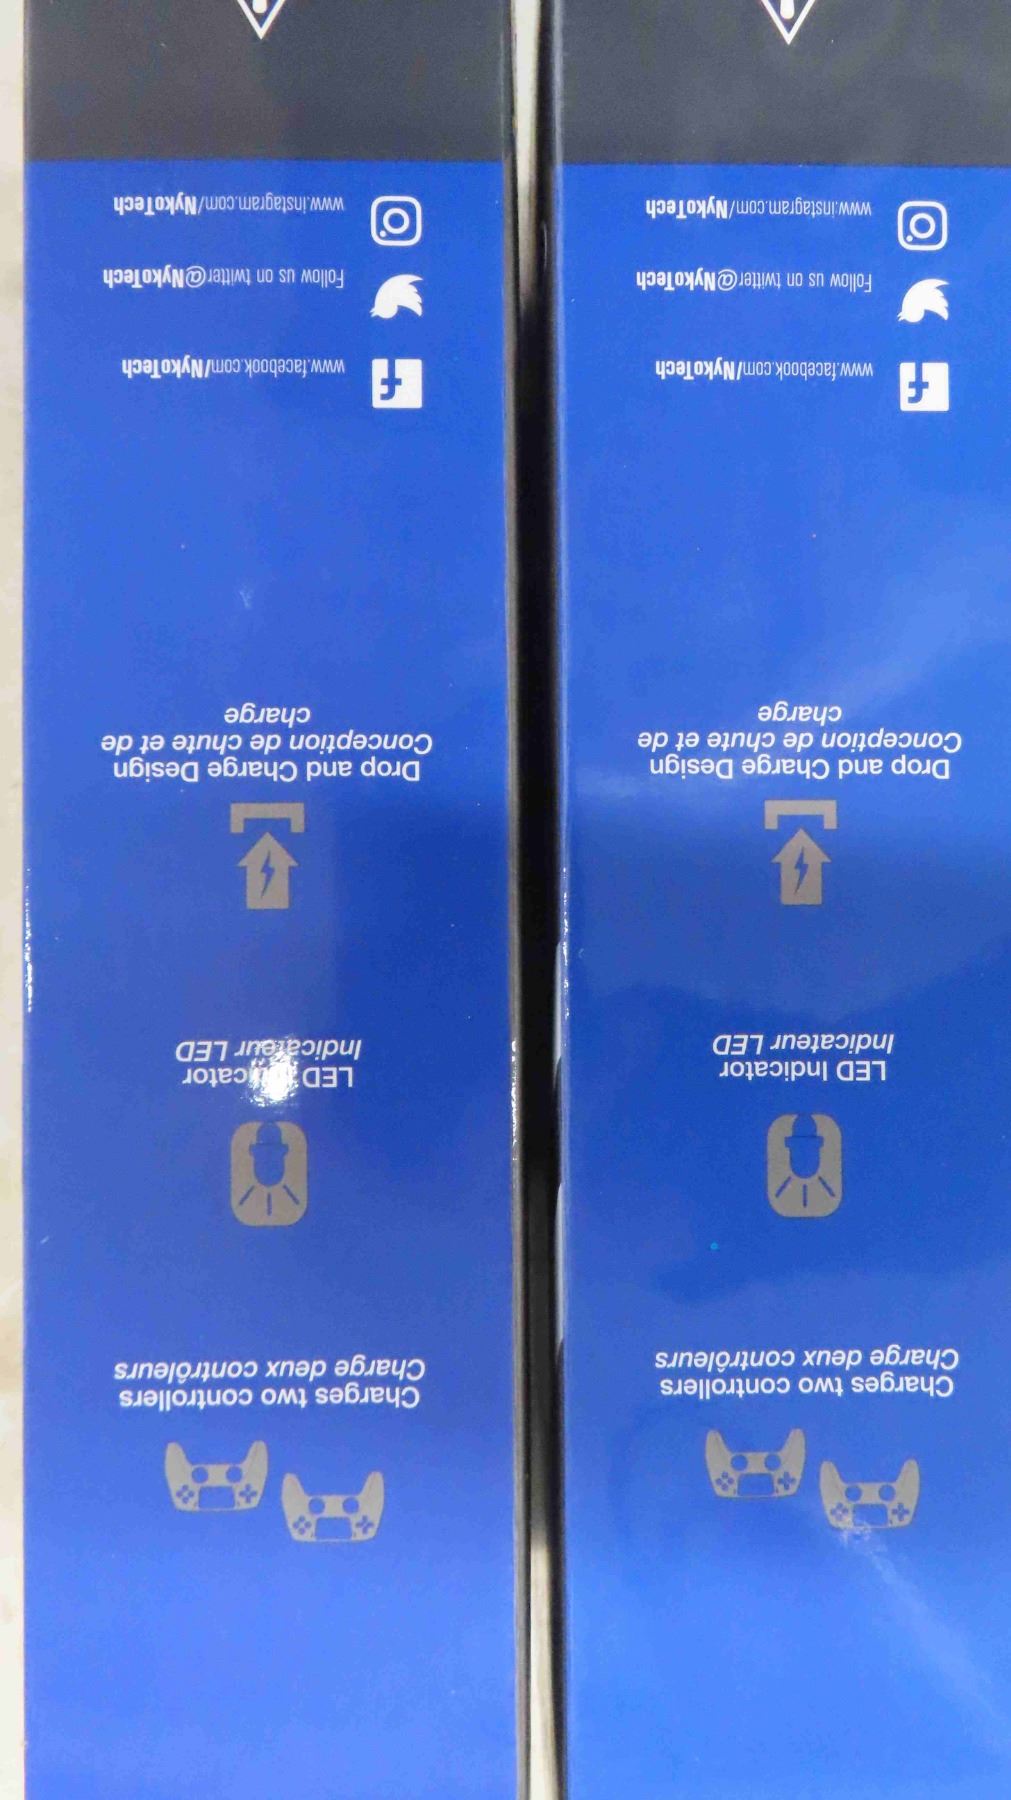 Charges two controllers
Charge deux contrôleurs
LED Indicator
Indicateur LED
Drop and Charge Design
Conception de chute et de
charge
www.facebook.com/NykoTech
Follow us on twitter@NykoTech
www.instagram.com/NykoTech
Charges two controllers
Charge deux contrôleurs
LED Indicator
Indicateur LED
Drop and Charge Design
Conception de chute et de
charge
www.facebook.com/NykoTech
Follow us on twitter@NykoTech
www.instagram.com/NykoTech